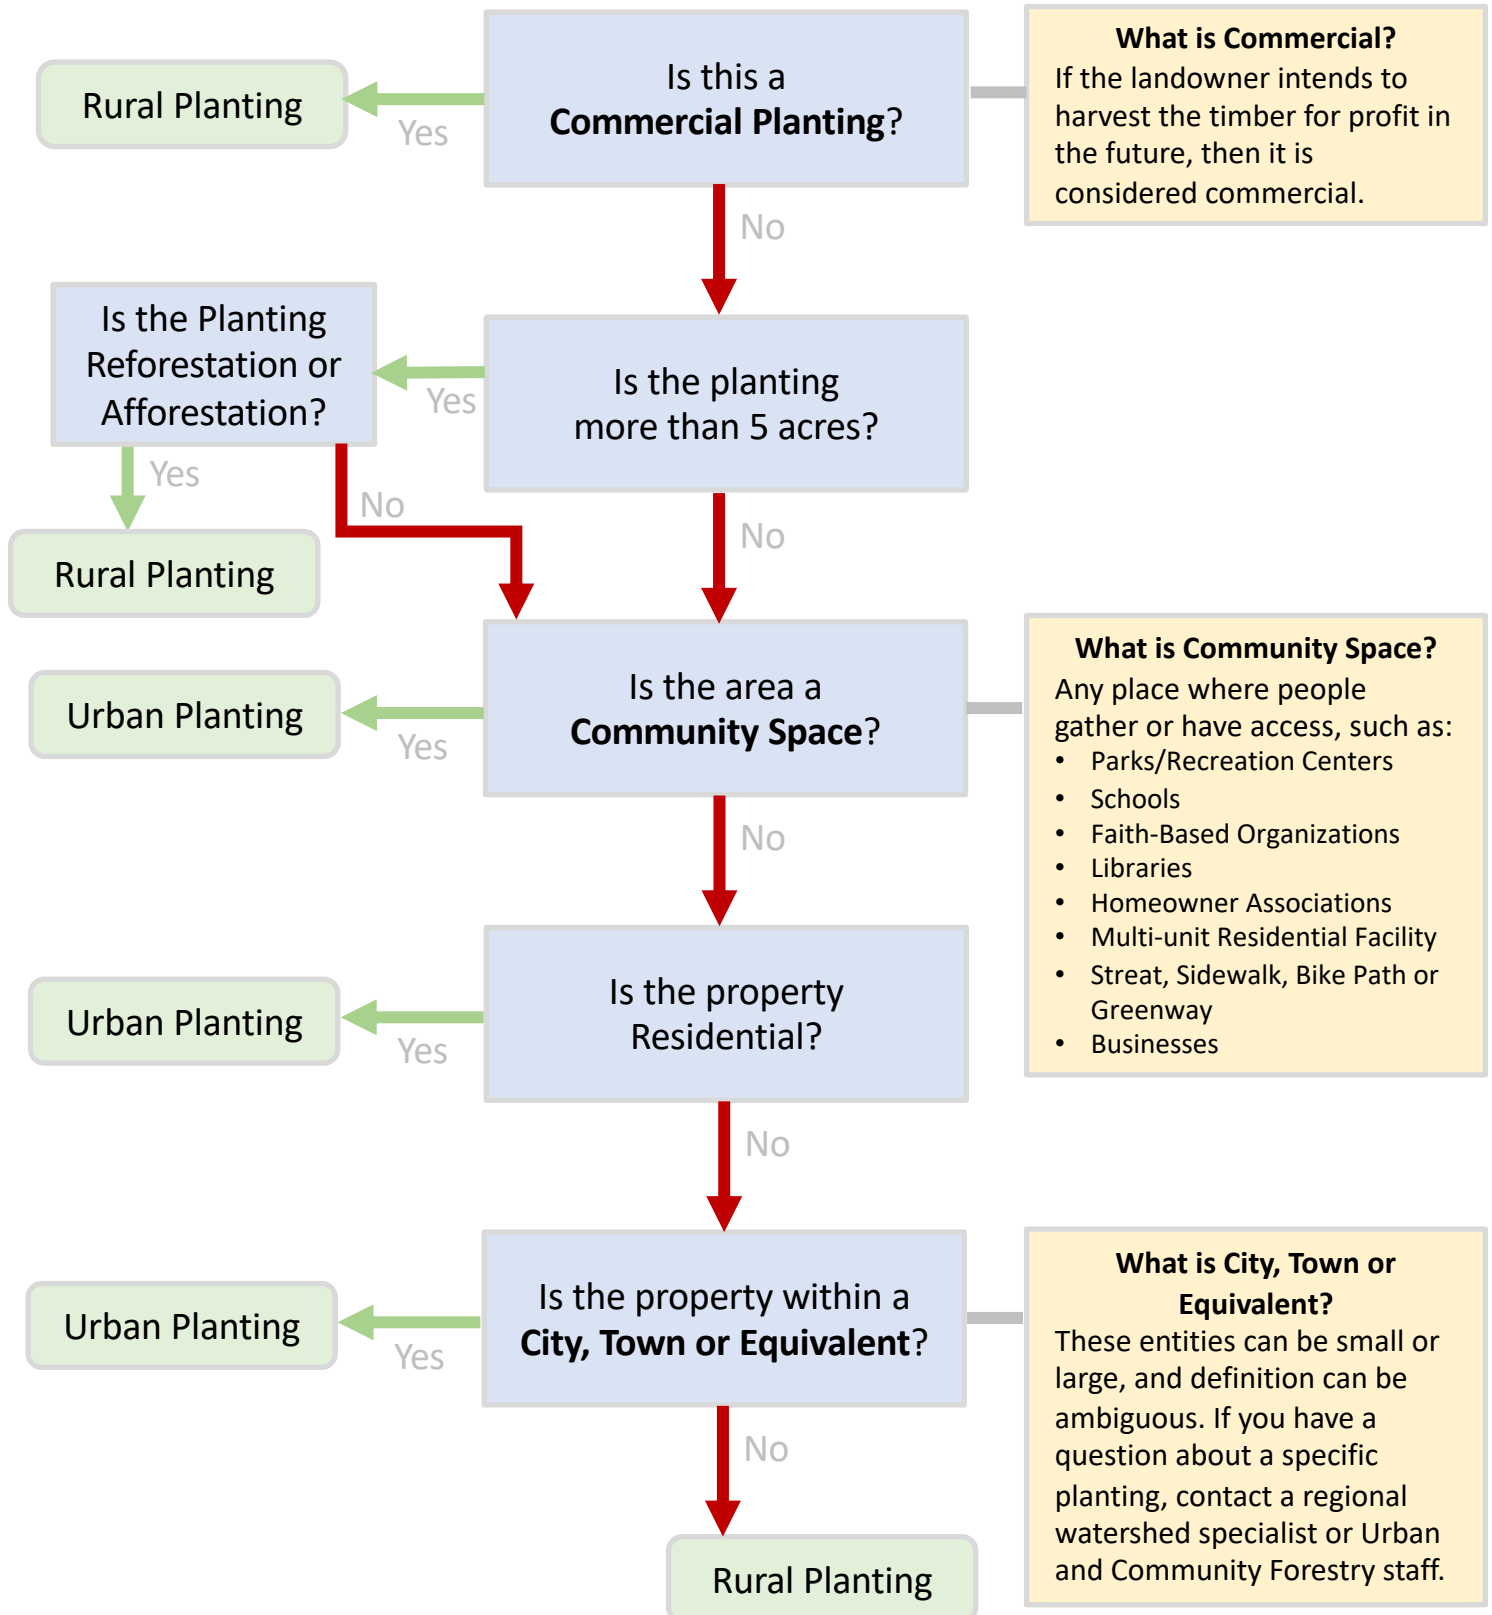 Is this a
Commercial Planting?
What is Commercial?
If the landowner intends to
harvest the timber for profit in
the future, then it is
considered commercial.
Rural Planting
Yes
No
Is the planting
more than 5 acres?
Yes
Is the Planting
Reforestation or
Afforestation?
Yes
Rural Planting
No
No
Is the area a
Community Space?
What is Community Space?
Any place where people
gather or have access, such as:
• Parks/Recreation Centers
• Schools
• Faith-Based Organizations
• Libraries
• Homeowner Associations
• Multi-unit Residential Facility
• Streat, Sidewalk, Bike Path or
Greenway
• Businesses
Urban Planting
Yes
No
Is the property
Residential?
Urban Planting
Yes
No
Is the property within a
City, Town or Equivalent?
What is City, Town or
Equivalent?
These entities can be small or
large, and definition can be
ambiguous. If you have a
question about a specific
planting, contact a regional
watershed specialist or Urban
and Community Forestry staff.
Urban Planting
Yes
No
Rural Planting